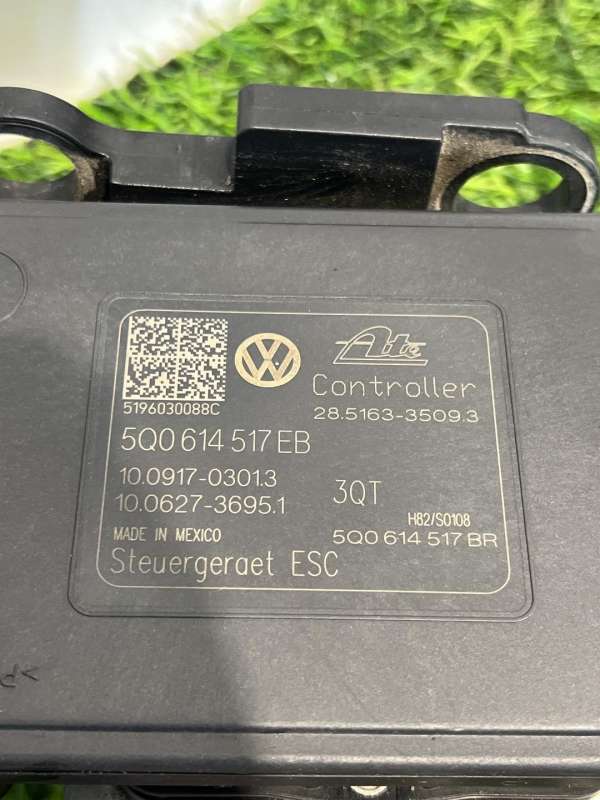 Ate
Controller
28.5163-3509.3
5196030088C
5Q0 614 517 EB
10.0917-0301.3
10.0627-3695.1
3QT
H82/S0108
MADE IN MEXICO
5Q0 614 517 BR
Steuergeraet ESC